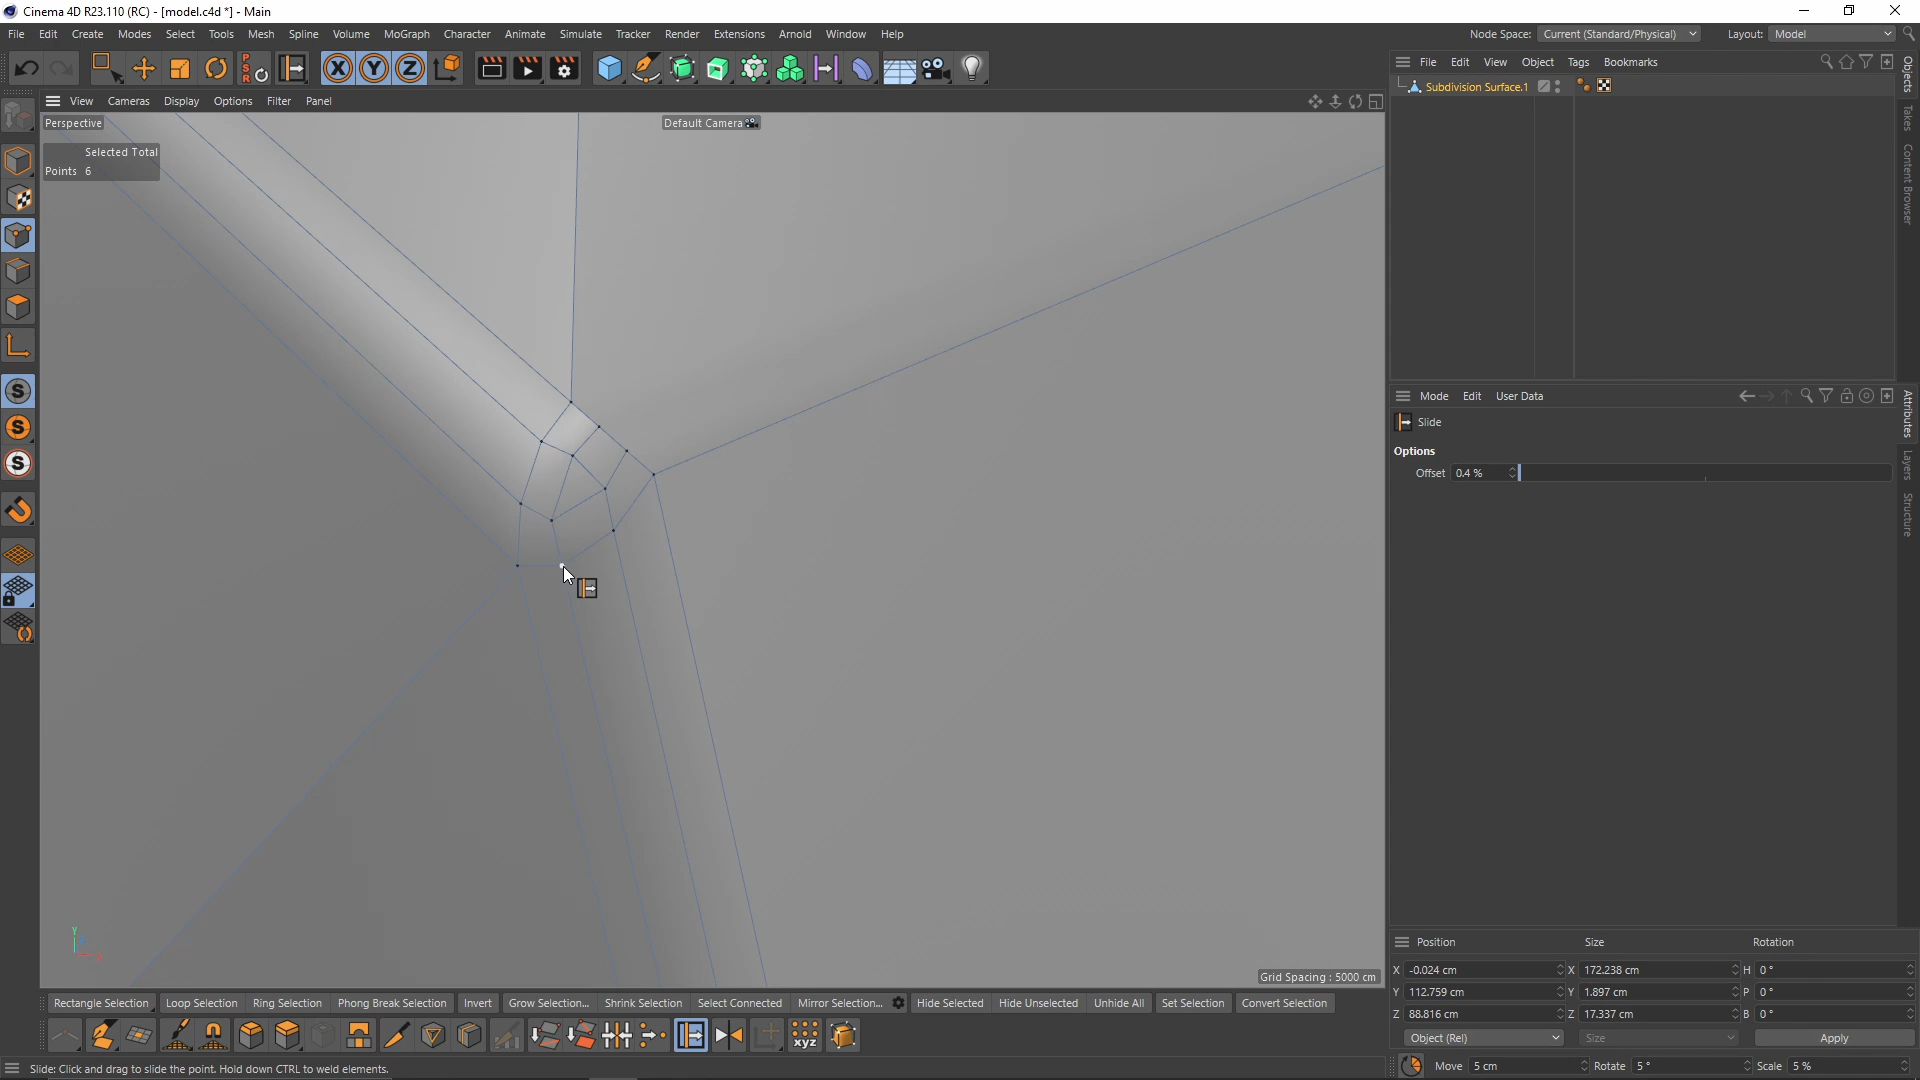 Cinema 4D R23.110 (RC) - [model.c4d *] - Main
File Edit Create Modes Select Tools Mesh Spline Volume MoGraph Character Animate Simulate Tracker Render Extensions Arnold Window Help Node Space: Current (Standard/Physical) Layout: Model
PSR X Y Z
View Cameras Display Options Filter Panel
Perspective
Default Camera
Selected Total
Points 6
File Edit View Object Tags Bookmarks
Subdivision Surface.1
Objects
Takes
Content Browser
Mode Edit User Data
Slide
Options
Offset 0.4 %
Attributes
Layers
Structure
S
S
S
Y
Grid Spacing : 5000 cm
Position Size Rotation
X -0.024 cm X 172.238 cm H 0 °
Y 112.759 cm Y 1.897 cm P 0 °
Z 88.816 cm Z 17.337 cm B 0 °
Object (Rel) Size Apply
Rectangle Selection Loop Selection Ring Selection Phong Break Selection Invert Grow Selection... Shrink Selection Select Connected Mirror Selection... Hide Selected Hide Unselected Unhide All Set Selection Convert Selection
xyz
Slide: Click and drag to slide the point. Hold down CTRL to weld elements.
Move 5 cm Rotate 5 ° Scale 5 %